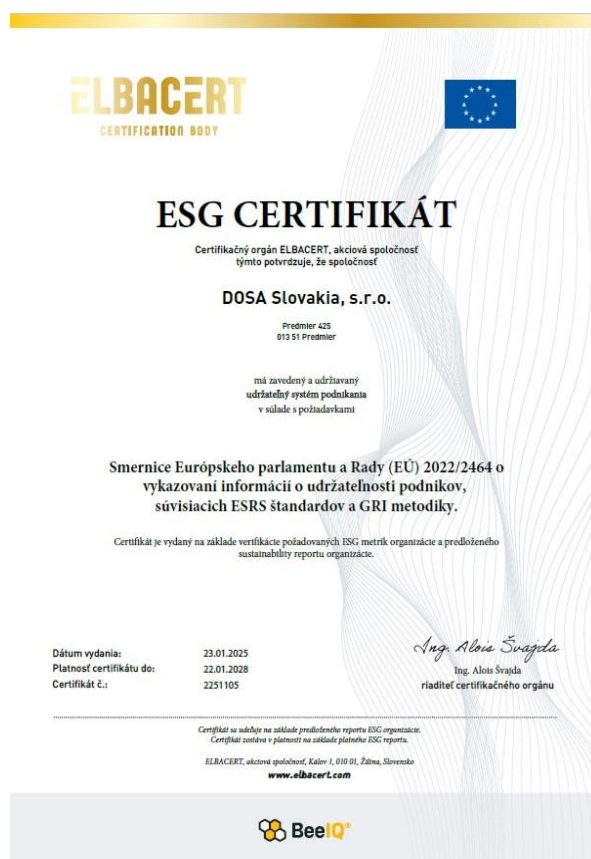 ELBACERT
CERTIFICATION BODY
ESG CERTIFIKÁT
Certifikačný orgán ELBACERT, akciová spoločnosť
týmto potvrdzuje, že spoločnosť
DOSA Slovakia, s.r.o.
Predmier 425
013 51 Predmier
má zavedený a udržiavaný
udržateľný systém podnikania
v súlade s požiadavkami
Smernice Európskeho parlamentu a Rady (EÚ) 2022/2464 o
vykazovaní informácií o udržateľnosti podnikov,
súvisiacich ESRS štandardov a GRI metodiky.
Certifikát je vydaný na základe verifikácie požadovaných ESG metrík organizácie a predloženého
sustainability reportu organizácie.
Dátum vydania: 23.01.2025
Platnosť certifikátu do: 22.01.2028
Certifikát č.: 2251105
Ing. Alois Švajda
Ing. Alois Švajda
riaditeľ certifikačného orgánu
Certifikát sa udeľuje na základe predloženého reportu ESG organizácie.
Certifikát zostáva v platnosti na základe platného ESG reportu.
ELBACERT, akciová spoločnosť, Kálov 1, 010 01, Žilina, Slovensko
www.elbacert.com
BeeIQ®